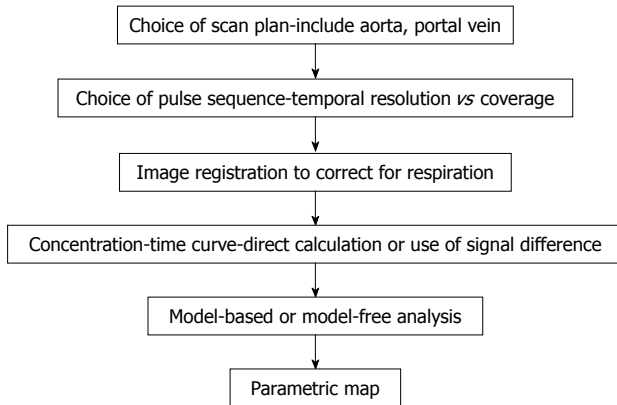 Choice of scan plan-include aorta, portal vein
Choice of pulse sequence-temporal resolution vs coverage
Image registration to correct for respiration
Concentration-time curve-direct calculation or use of signal difference
Model-based or model-free analysis
Parametric map